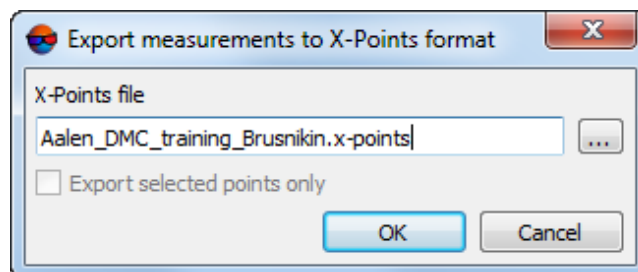 Export measurements to X-Points format
X-Points file
Aalen_DMC_training_Brusnikin.x-points
...
Export selected points only
OK Cancel